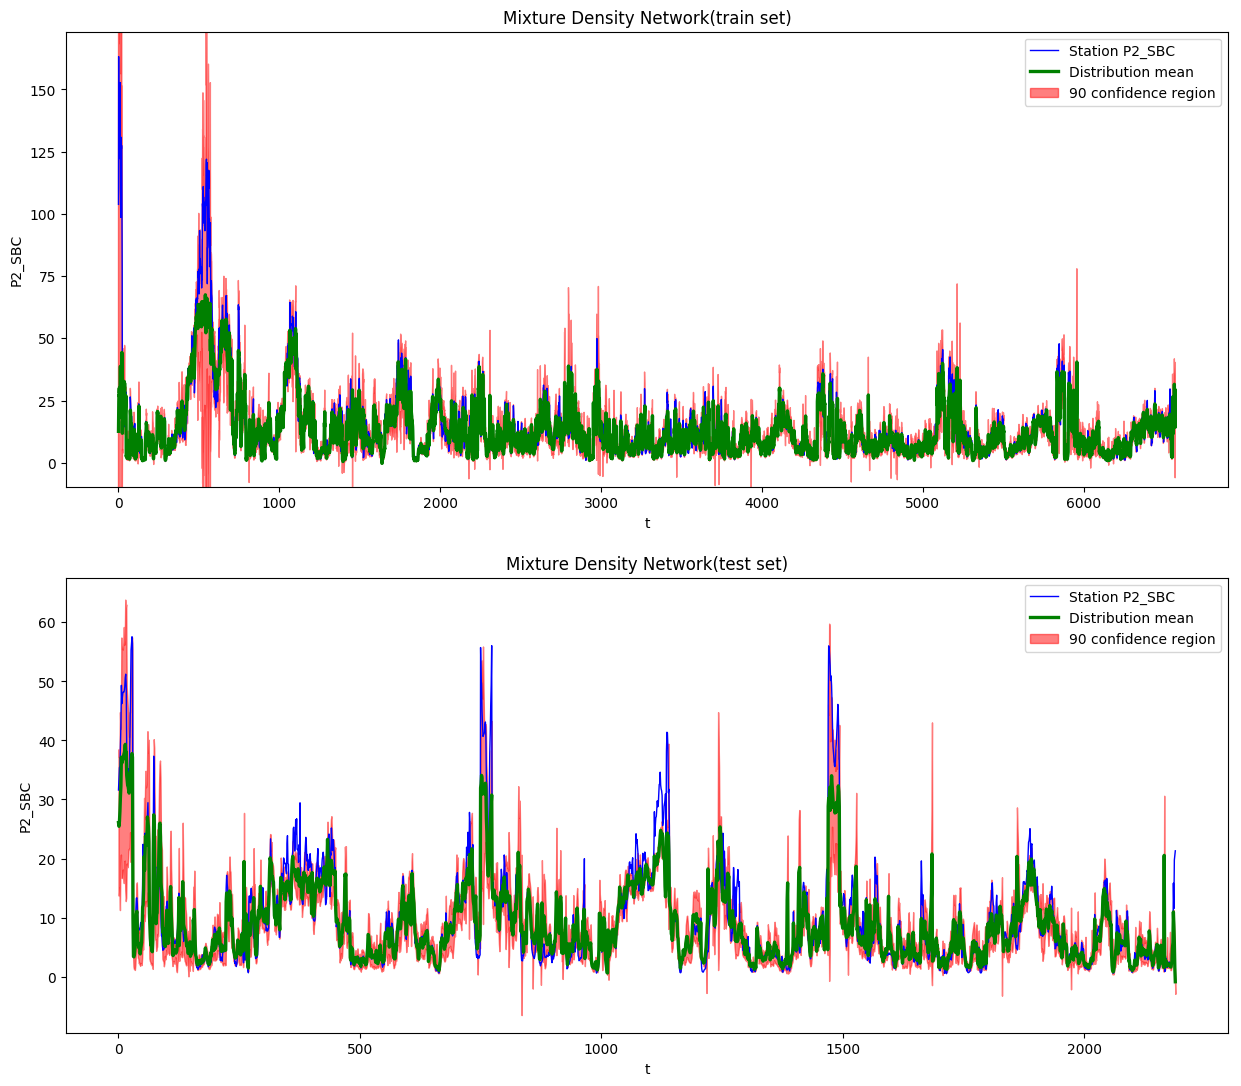 Mixture Density Network(train set)
Station P2_SBC
Distribution mean
90 confidence region
P2_SBC
150
125
100
75
50
25
0
0 1000 2000 3000 4000 5000 6000
t
Mixture Density Network(test set)
Station P2_SBC
Distribution mean
90 confidence region
P2_SBC
60
50
40
30
20
10
0
0 500 1000 1500 2000
t